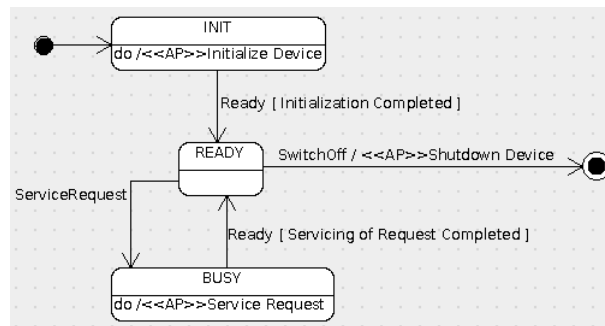 INIT
do /<<AP>>Initialize Device
Ready [ Initialization Completed ]
READY
SwitchOff / <<AP>>Shutdown Device
ServiceRequest
Ready [ Servicing of Request Completed ]
BUSY
do /<<AP>>Service Request